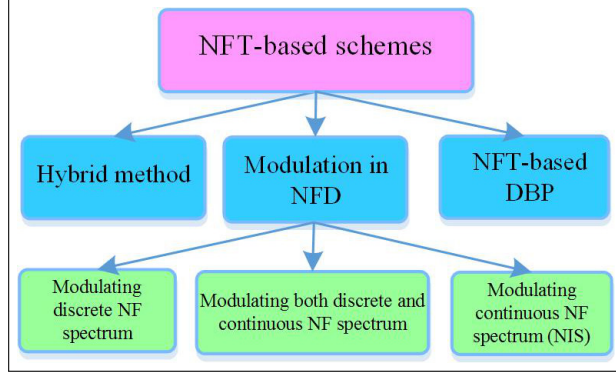 NFT-based schemes
Hybrid method
Modulation in
NFD
NFT-based
DBP
Modulating
discrete NF
spectrum
Modulating both discrete and
continuous NF spectrum
Modulating
continuous NF
spectrum (NIS)